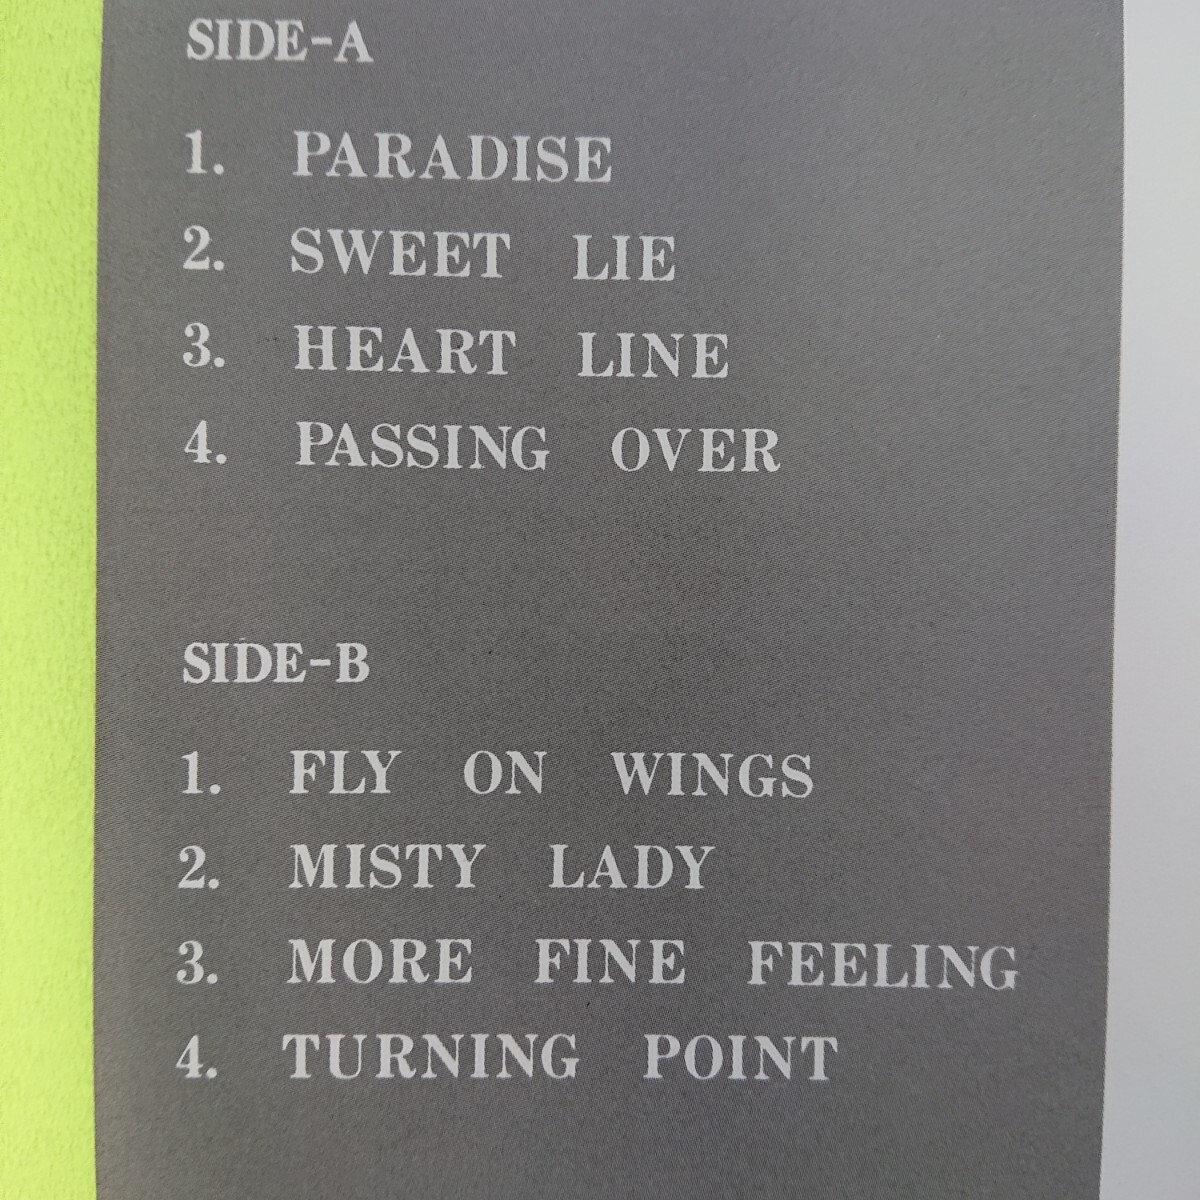 SIDE-A
1. PARADISE
2. SWEET LIE
3. HEART LINE
4. PASSING OVER
SIDE-B
1. FLY ON WINGS
2. MISTY LADY
3. MORE FINE FEELING
4. TURNING POINT